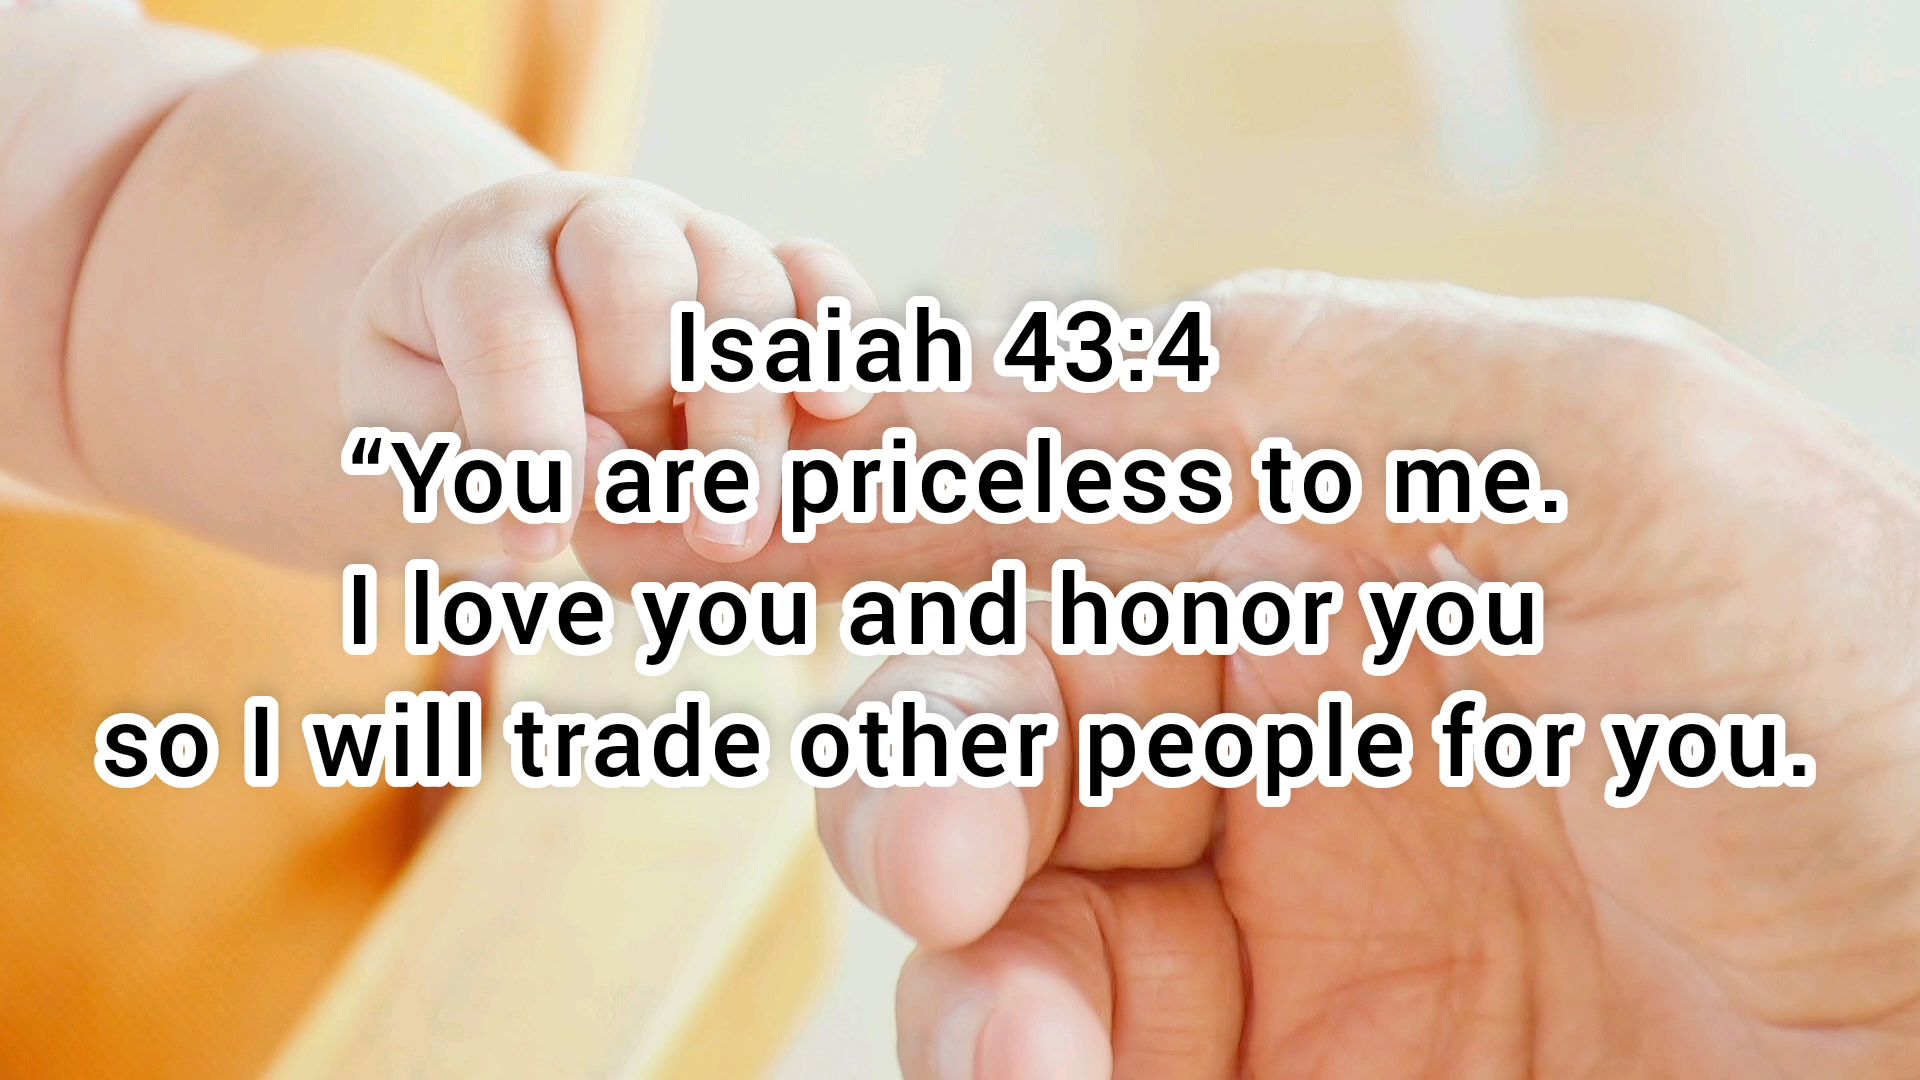 Isaiah 43:4
“You are priceless to me.
I love you and honor you
so I will trade other people for you.